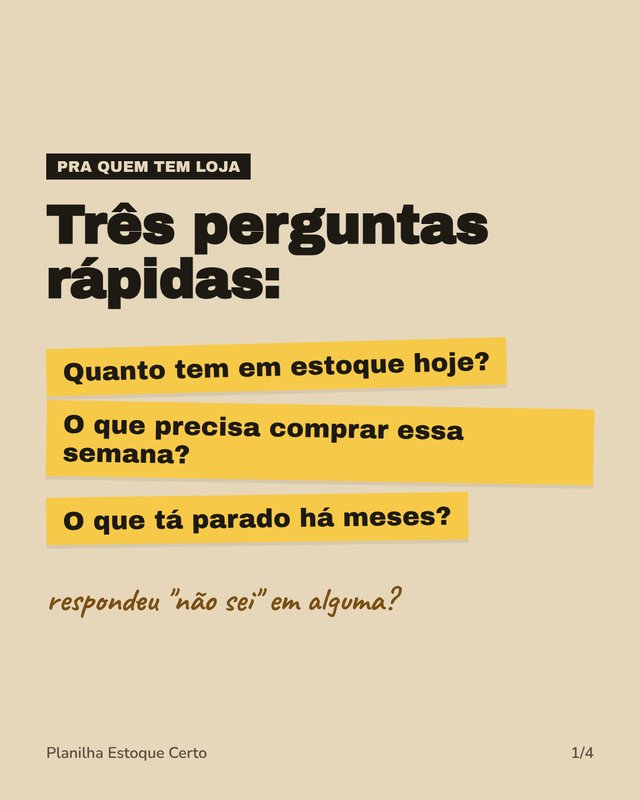 PRA QUEM TEM LOJA
Três perguntas
rápidas:
Quanto tem em estoque hoje?
O que precisa comprar essa
semana?
O que tá parado há meses?
respondeu "não sei" em alguma?
Planilha Estoque Certo
1/4